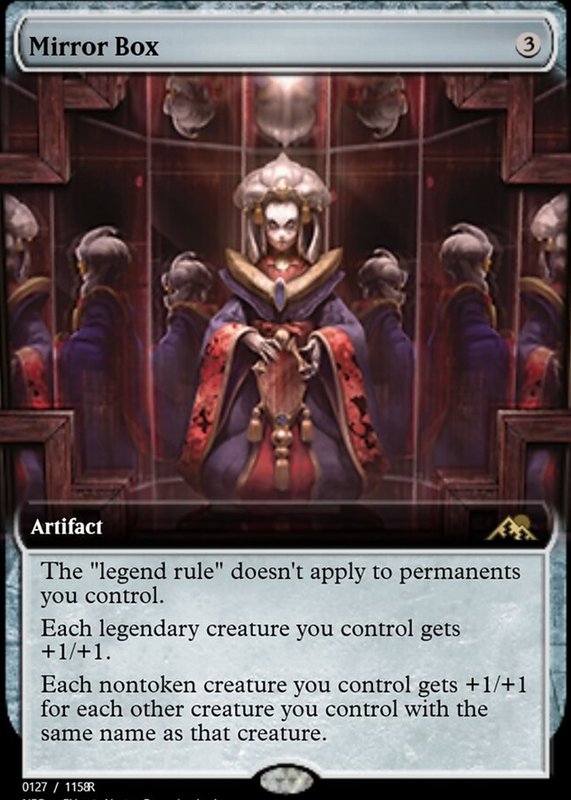 Mirror Box
3
Artifact
The "legend rule" doesn't apply to permanents
you control.
Each legendary creature you control gets
+1/+1.
Each nontoken creature you control gets +1/+1
for each other creature you control with the
same name as that creature.
0127 / 1158R